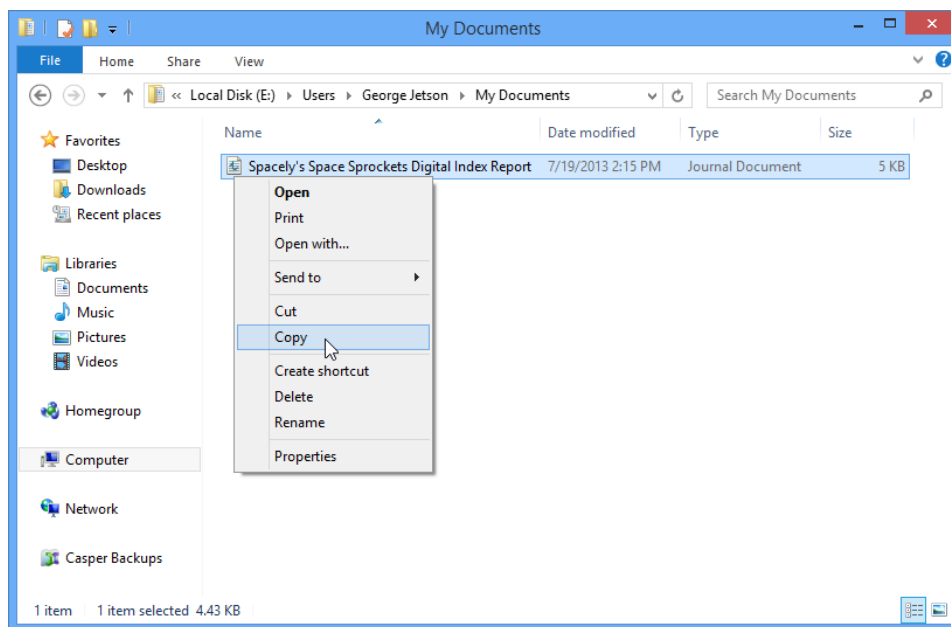 My Documents
File Home Share View
« Local Disk (E:) Users George Jetson My Documents Search My Documents
Favorites
Desktop
Downloads
Recent places
Libraries
Documents
Music
Pictures
Videos
Homegroup
Computer
Network
Casper Backups
Name Date modified Type Size
Spacely's Space Sprockets Digital Index Report 7/19/2013 2:15 PM Journal Document 5 KB
Open
Print
Open with...
Send to
Cut
Copy
Create shortcut
Delete
Rename
Properties
1 item 1 item selected 4.43 KB